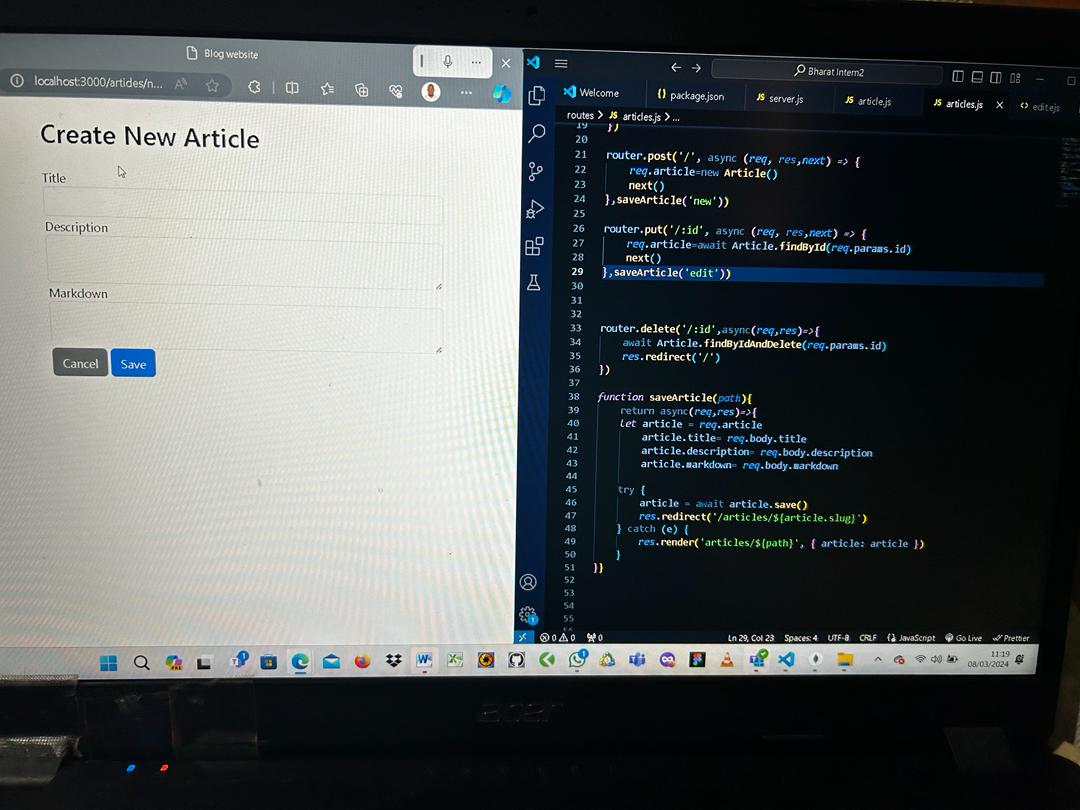 Blog website
localhost:3000/articles/n...
Create New Article
Title
Description
Markdown
Cancel Save
Bharat Intern2
Welcome package.json server.js article.js articles.js edit.ejs
routes > JS articles.js > ...
19 })
20
21 router.post('/', async (req, res,next) => {
22 req.article=new Article()
23 next()
24 },saveArticle('new'))
25
26 router.put('/:id', async (req, res,next) => {
27 req.article=await Article.findById(req.params.id)
28 next()
29 },saveArticle('edit'))
30
31
32
33 router.delete('/:id',async(req,res)=>{
34 await Article.findByIdAndDelete(req.params.id)
35 res.redirect('/')
36 })
37
38 function saveArticle(path){
39 return async(req,res)=>{
40 let article = req.article
41 article.title= req.body.title
42 article.description= req.body.description
43 article.markdown= req.body.markdown
44
45 try {
46 article = await article.save()
47 res.redirect(`/articles/${article.slug}`)
48 } catch (e) {
49 res.render(`articles/${path}`, { article: article })
50 }
51 }}
52
53
54
55
0 0 0 Ln 29, Col 23 Spaces: 4 UTF-8 CRLF JavaScript Go Live Prettier
11:19
08/03/2024
acer